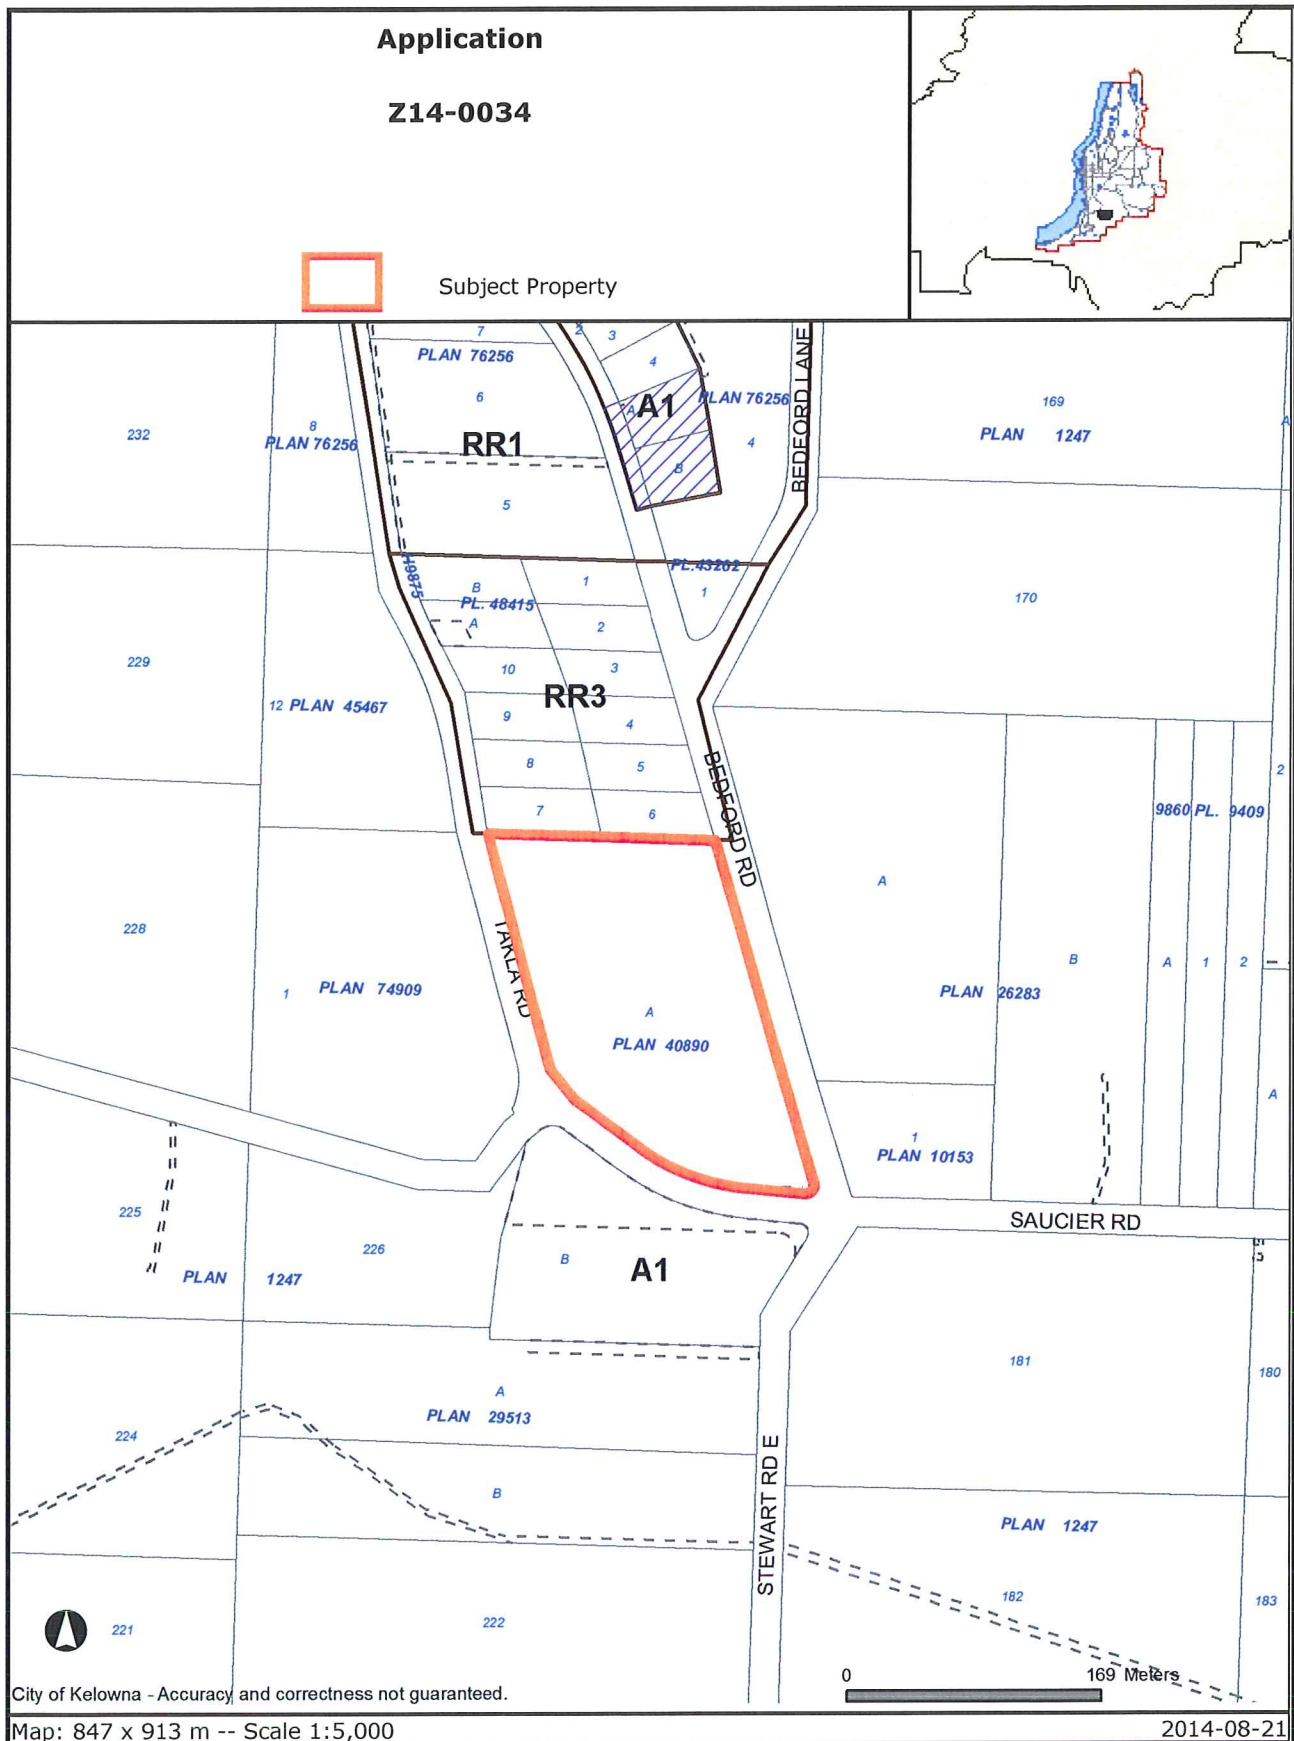 Application
Z14-0034
Subject Property
7
2
3
PLAN 76256
4
6
A
A1
PLAN 76256
BEDFORD LANE
169
A
8
232
PLAN 76256
RR1
4
PLAN 1247
B
5
H9875
PL.43262
B
1
1
PL. 48415
170
A
2
229
10
3
12 PLAN 45467
RR3
9
4
8
5
BEDFORD RD
2
7
6
9860 PL. 9409
A
228
TAKLA RD
B
A
1
2
1
PLAN 74909
PLAN 26283
A
PLAN 40890
A
1
PLAN 10153
225
SAUCIER RD
226
B
A1
PLAN 1247
181
180
A
PLAN 29513
224
STEWART RD E
B
PLAN 1247
182
183
221
222
0
169 Meters
City of Kelowna - Accuracy and correctness not guaranteed.
Map: 847 x 913 m -- Scale 1:5,000
2014-08-21